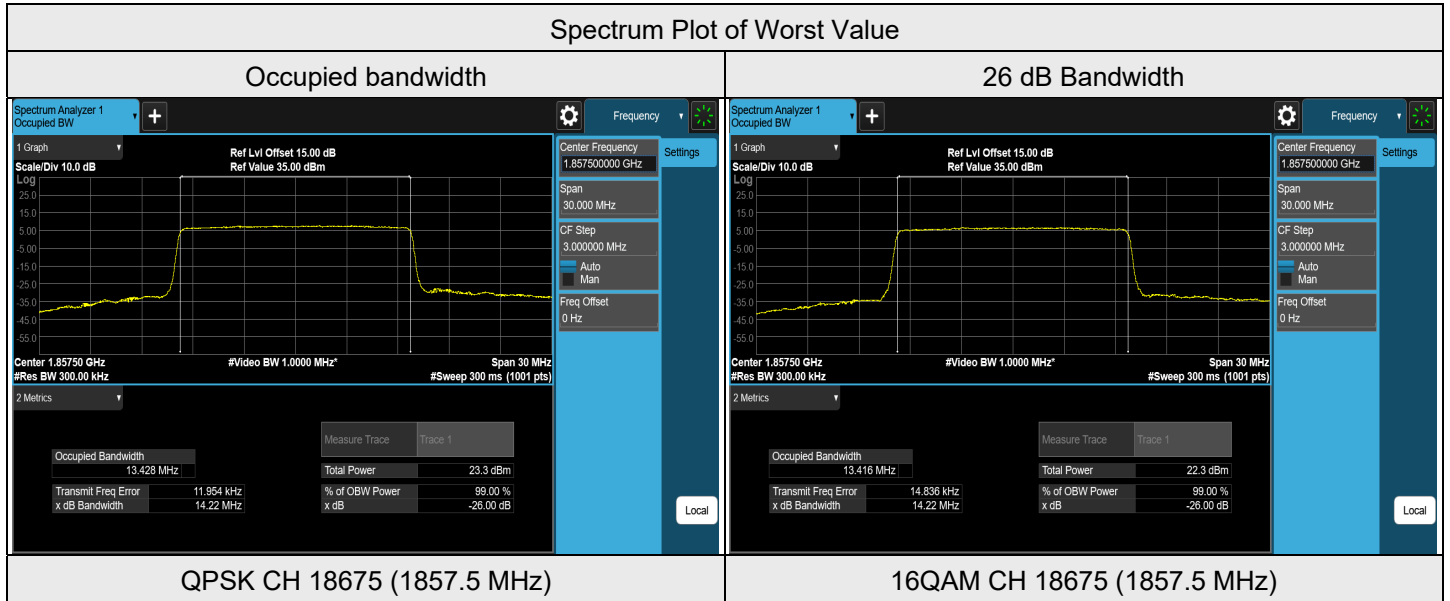 Spectrum Plot of Worst Value
Occupied bandwidth
26 dB Bandwidth
Spectrum Analyzer 1
Occupied BW
+
Frequency
1 Graph
Ref Lvl Offset 15.00 dB
Scale/Div 10.0 dB
Ref Value 35.00 dBm
Log
25.0
15.0
5.00
-5.00
-15.0
-25.0
-35.0
-45.0
-55.0
Center 1.85750 GHz
#Video BW 1.0000 MHz*
Span 30 MHz
#Res BW 300.00 kHz
#Sweep 300 ms (1001 pts)
Center Frequency
1.857500000 GHz
Settings
Span
30.000 MHz
CF Step
3.000000 MHz
Auto
Man
Freq Offset
0 Hz
2 Metrics
Measure Trace Trace 1
Occupied Bandwidth
13.428 MHz
Total Power 23.3 dBm
Transmit Freq Error 11.954 kHz
% of OBW Power 99.00 %
x dB Bandwidth 14.22 MHz
x dB -26.00 dB
Local
Spectrum Analyzer 1
Occupied BW
+
Frequency
1 Graph
Ref Lvl Offset 15.00 dB
Scale/Div 10.0 dB
Ref Value 35.00 dBm
Log
25.0
15.0
5.00
-5.00
-15.0
-25.0
-35.0
-45.0
-55.0
Center 1.85750 GHz
#Video BW 1.0000 MHz*
Span 30 MHz
#Res BW 300.00 kHz
#Sweep 300 ms (1001 pts)
Center Frequency
1.857500000 GHz
Settings
Span
30.000 MHz
CF Step
3.000000 MHz
Auto
Man
Freq Offset
0 Hz
2 Metrics
Measure Trace Trace 1
Occupied Bandwidth
13.416 MHz
Total Power 22.3 dBm
Transmit Freq Error 14.836 kHz
% of OBW Power 99.00 %
x dB Bandwidth 14.22 MHz
x dB -26.00 dB
Local
QPSK CH 18675 (1857.5 MHz)
16QAM CH 18675 (1857.5 MHz)